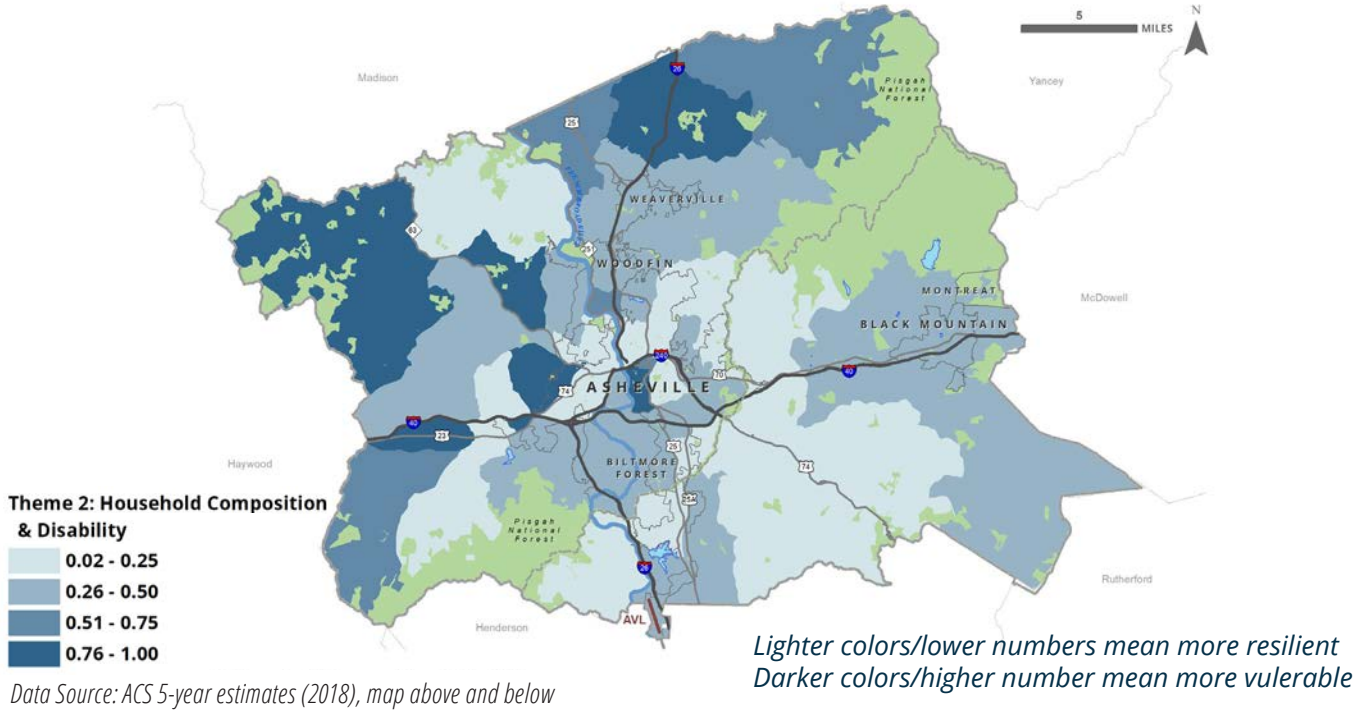 5
MILES
N
Madison
26
Pisgah
National
Forest
Yancey
25
FRENCH BROAD RIVER
WEAVERVILLE
63
251
WOODFIN
MONTREAT
McDowell
BLACK MOUNTAIN
240
40
70
ASHEVILLE
74
40
23
25
BILTMORE
FOREST
74
Haywood
25A
Pisgah
National
Forest
26
Rutherford
AVL
Henderson
Theme 2: Household Composition
& Disability
0.02 - 0.25
0.26 - 0.50
0.51 - 0.75
0.76 - 1.00
Lighter colors/lower numbers mean more resilient
Darker colors/higher number mean more vulerable
Data Source: ACS 5-year estimates (2018), map above and below